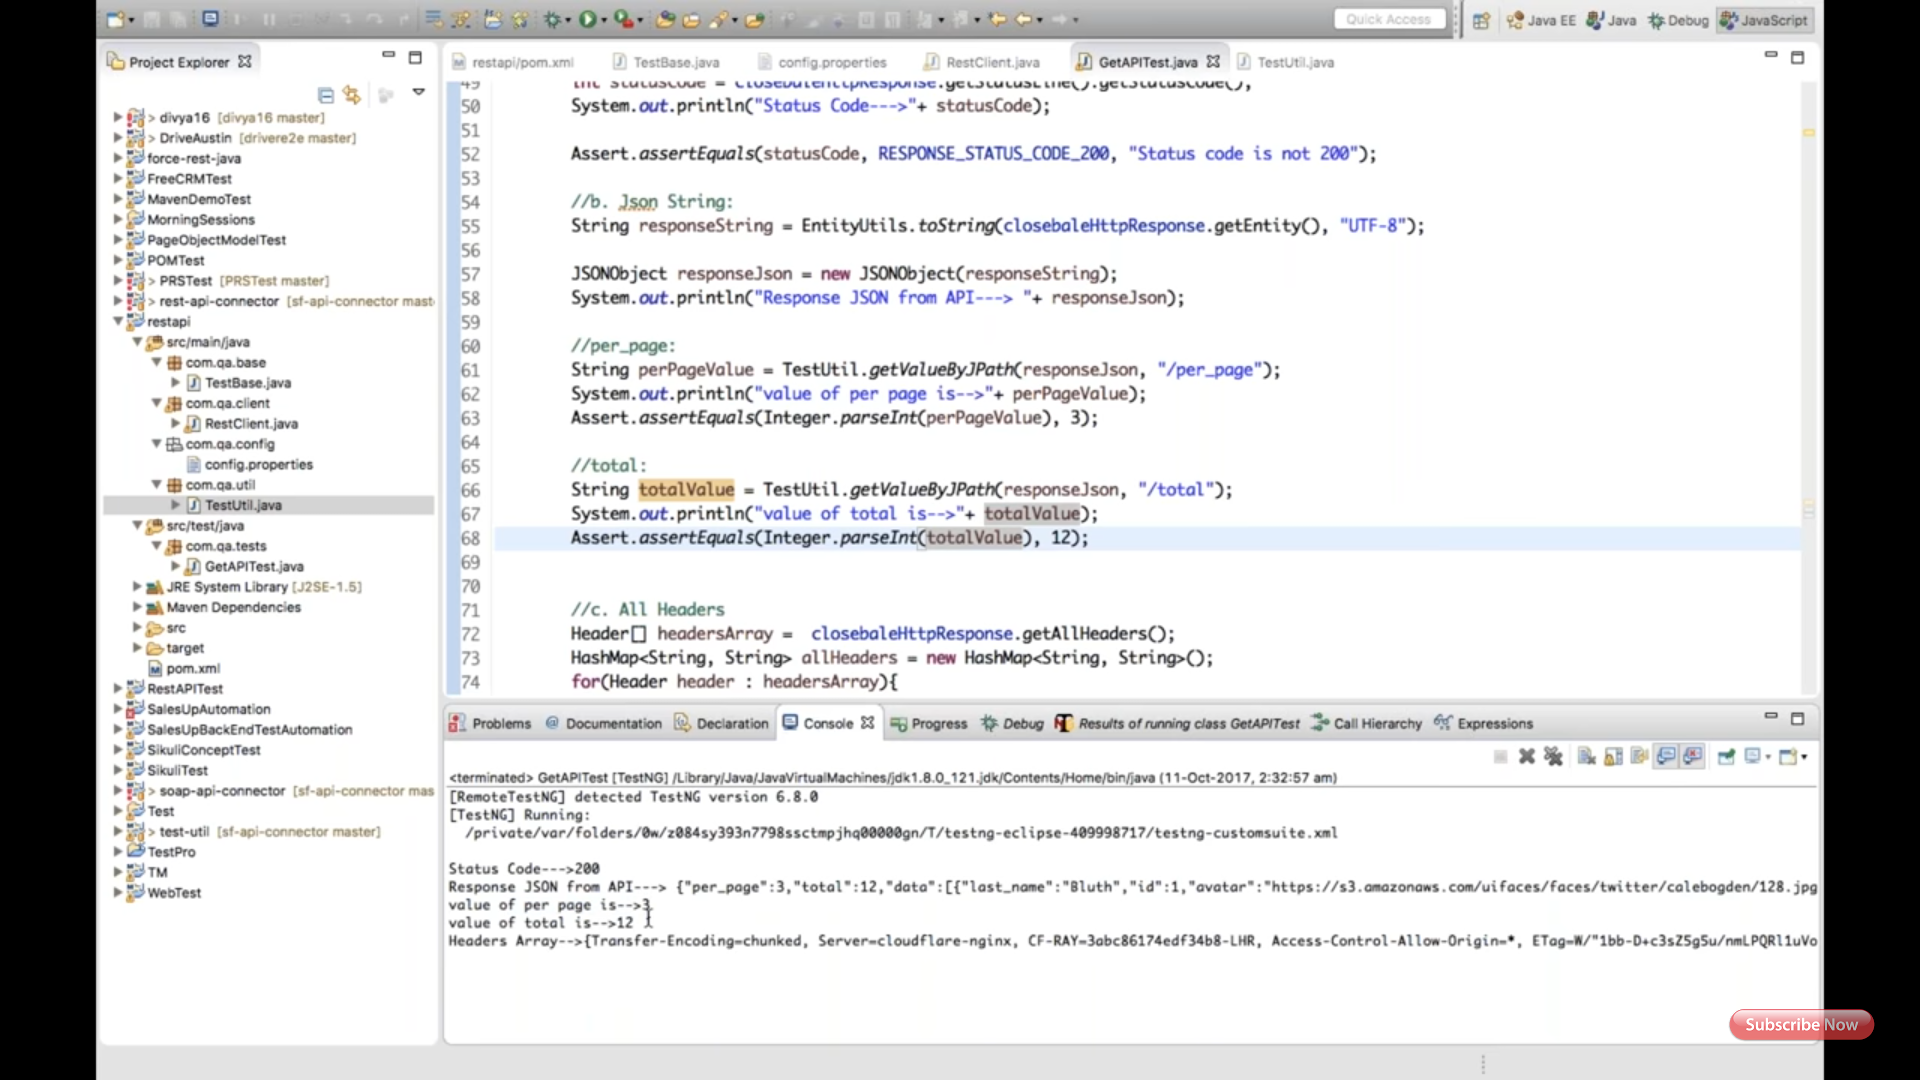 Quick Access
Java EE
Java
Debug
JavaScript
Project Explorer
restapi/pom.xml
TestBase.java
config.properties
RestClient.java
GetAPITest.java
TestUtil.java
> divya16 [divya16 master]
> DriveAustin [drivere2e master]
force-rest-java
FreeCRMTest
MavenDemoTest
MorningSessions
PageObjectModelTest
POMTest
> PRSTest [PRSTest master]
> rest-api-connector [sf-api-connector mast
restapi
src/main/java
com.qa.base
TestBase.java
com.qa.client
RestClient.java
com.qa.config
config.properties
com.qa.util
TestUtil.java
src/test/java
com.qa.tests
GetAPITest.java
JRE System Library [J2SE-1.5]
Maven Dependencies
src
target
pom.xml
RestAPITest
SalesUpAutomation
SalesUpBackEndTestAutomation
SikuliConceptTest
SikuliTest
> soap-api-connector [sf-api-connector mas
Test
> test-util [sf-api-connector master]
TestPro
TM
WebTest
49 int statusCode = closebaleHttpResponse.getStatusLine().getStatusCode();
50 System.out.println("Status Code--->"+ statusCode);
51
52 Assert.assertEquals(statusCode, RESPONSE_STATUS_CODE_200, "Status code is not 200");
53
54 //b. Json String:
55 String responseString = EntityUtils.toString(closebaleHttpResponse.getEntity(), "UTF-8");
56
57 JSONObject responseJson = new JSONObject(responseString);
58 System.out.println("Response JSON from API---> "+ responseJson);
59
60 //per_page:
61 String perPageValue = TestUtil.getValueByJPath(responseJson, "/per_page");
62 System.out.println("value of per page is-->"+ perPageValue);
63 Assert.assertEquals(Integer.parseInt(perPageValue), 3);
64
65 //total:
66 String totalValue = TestUtil.getValueByJPath(responseJson, "/total");
67 System.out.println("value of total is-->"+ totalValue);
68 Assert.assertEquals(Integer.parseInt(totalValue), 12);
69
70
71 //c. All Headers
72 Header[] headersArray = closebaleHttpResponse.getAllHeaders();
73 HashMap<String, String> allHeaders = new HashMap<String, String>();
74 for(Header header : headersArray){
Problems
Documentation
Declaration
Console
Progress
Debug
Results of running class GetAPITest
Call Hierarchy
Expressions
<terminated> GetAPITest [TestNG] /Library/Java/JavaVirtualMachines/jdk1.8.0_121.jdk/Contents/Home/bin/java (11-Oct-2017, 2:32:57 am)
[RemoteTestNG] detected TestNG version 6.8.0
[TestNG] Running:
/private/var/folders/0w/z084sy393n7798ssctmpjhq00000gn/T/testng-eclipse-409998717/testng-customsuite.xml
Status Code--->200
Response JSON from API---> {"per_page":3,"total":12,"data":[{"last_name":"Bluth","id":1,"avatar":"https://s3.amazonaws.com/uifaces/faces/twitter/calebogden/128.jpg
value of per page is-->3
value of total is-->12
Headers Array-->{Transfer-Encoding=chunked, Server=cloudflare-nginx, CF-RAY=3abc86174edf34b8-LHR, Access-Control-Allow-Origin=*, ETag=W/"1bb-D+c3sZ5g5u/nmLPQRl1uVo
Subscribe Now